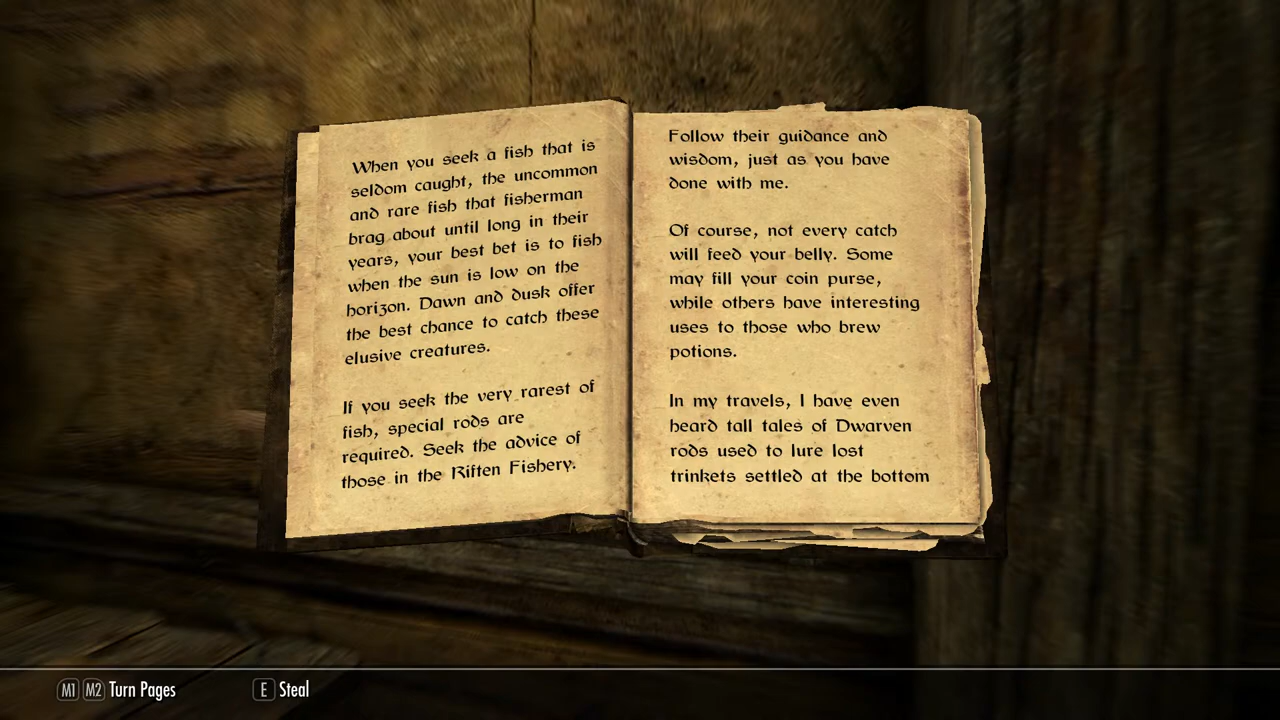 When you seek a fish that is
seldom caught, the uncommon
and rare fish that fisherman
brag about until long in their
years, your best bet is to fish
when the sun is low on the
horizon. Dawn and dusk offer
the best chance to catch these
elusive creatures.
If you seek the very rarest of
fish, special rods are
required. Seek the advice of
those in the Riften Fishery.
Follow their guidance and
wisdom, just as you have
done with me.
Of course, not every catch
will feed your belly. Some
may fill your coin purse,
while others have interesting
uses to those who brew
potions.
In my travels, I have even
heard tall tales of Dwarven
rods used to lure lost
trinkets settled at the bottom
M1 M2 Turn Pages
E Steal